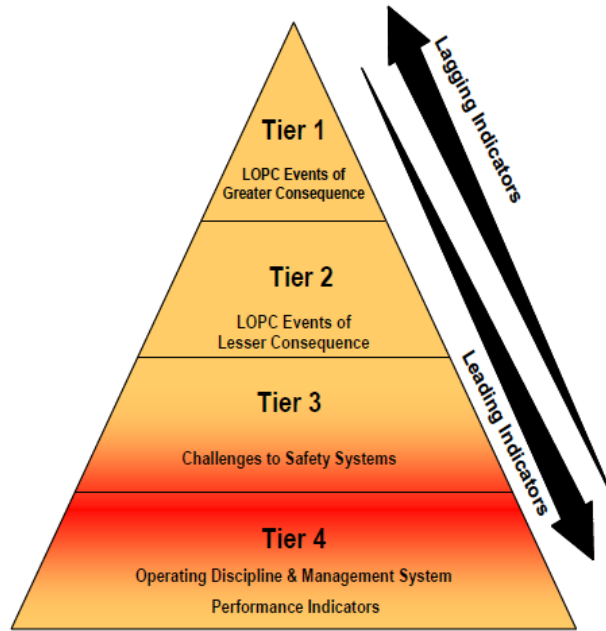 Tier 1
LOPC Events of
Greater Consequence
Tier 2
LOPC Events of
Lesser Consequence
Tier 3
Challenges to Safety Systems
Tier 4
Operating Discipline & Management System
Performance Indicators
Lagging Indicators
Leading Indicators